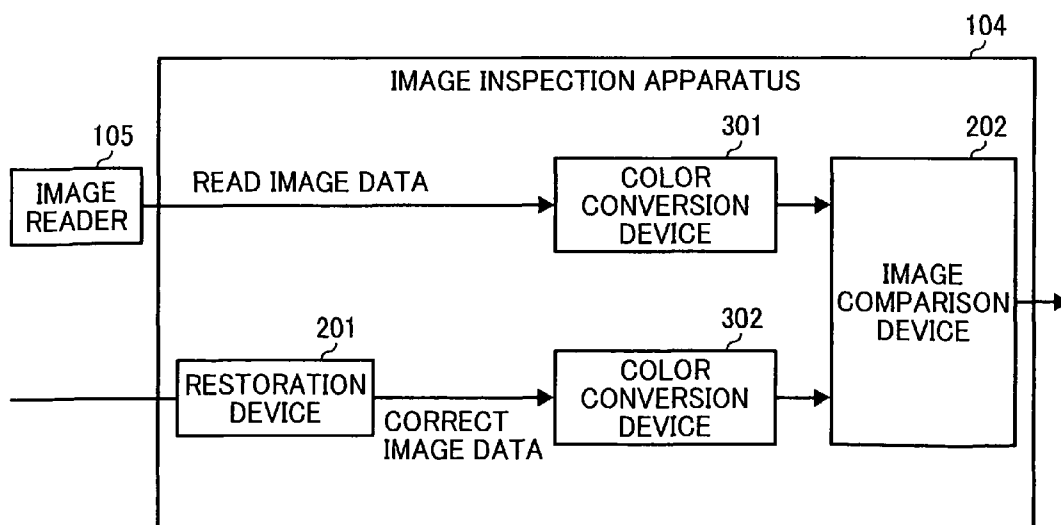 104
IMAGE INSPECTION APPARATUS
105
301
202
IMAGE
READER
READ IMAGE DATA
COLOR
CONVERSION
DEVICE
IMAGE
COMPARISON
DEVICE
201
302
RESTORATION
DEVICE
CORRECT
IMAGE DATA
COLOR
CONVERSION
DEVICE